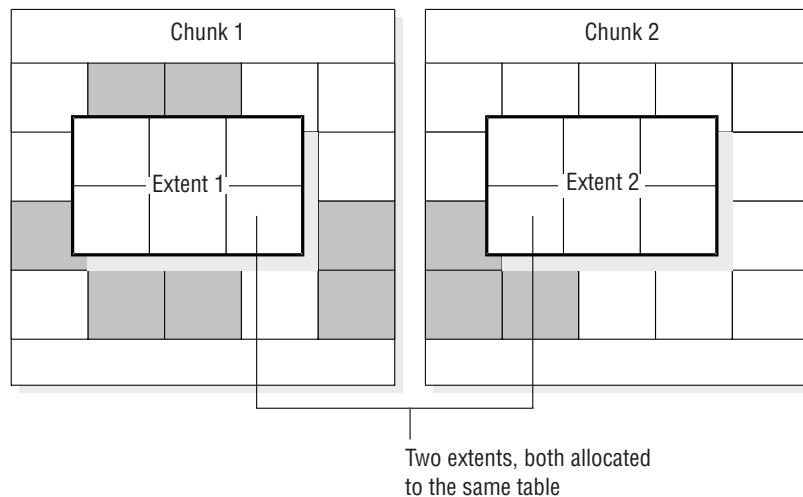 Chunk 1
Chunk 2
Extent 1
Extent 2
Two extents, both allocated
to the same table